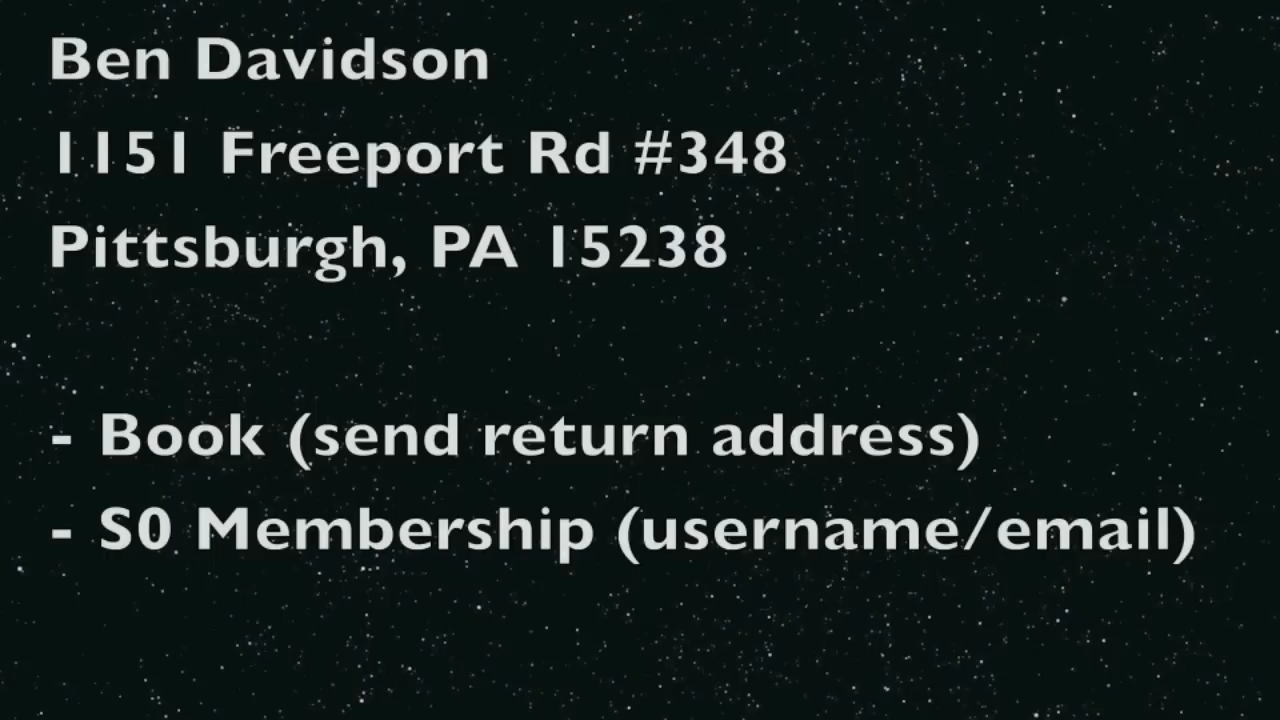 Ben Davidson
1151 Freeport Rd #348
Pittsburgh, PA 15238
- Book (send return address)
- S0 Membership (username/email)